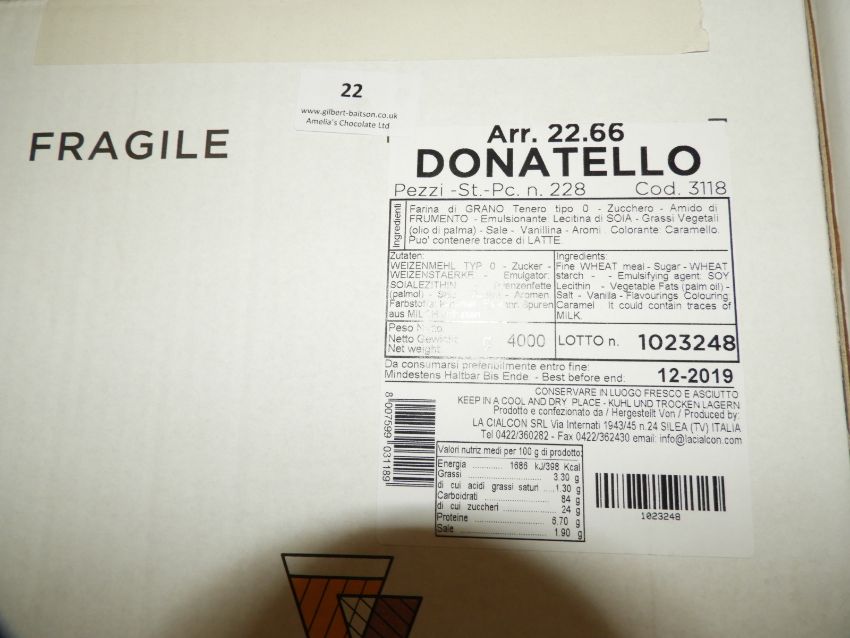 22
www.gilbert-baitson.co.uk
Amelia's Chocolate Ltd
FRAGILE
Arr. 22.66
DONATELLO
Pezzi -St.-Pc. n. 228 Cod. 3118
Ingredienti
Farina di GRANO Tenero tipo 0 - Zucchero - Amido di
FRUMENTO - Emulsionante: Lecitina di SOIA - Grassi Vegetali
(olio di palma) - Sale - Vanillina - Aromi. Colorante: Caramello.
Puo' contenere tracce di LATTE.
Zutaten:
WEIZENMEHL TYP 0 - Zucker -
WEIZENSTAERKE - Emulgator:
SOIALEZITHIN
(palmol) - Aromen.
Spuren
aus
Ingredients:
Fine WHEAT meal - Sugar - WHEAT
starch - - Emulsifying agent: SOY
Lecithin - Vegetable Fats (palm oil) -
Salt - Vanilla - Flavourings Colouring
Caramel . It could contain traces of
MILK.
Peso
Netto
Net weight 4000
LOTTO n. 1023248
Da consumarsi preferibilmente entro fine:
Mindestens Haltbar Bis Ende - Best before end: 12-2019
CONSERVARE IN LUOGO FRESCO E ASCIUTTO
KEEP IN A COOL AND DRY PLACE - KUHL UND TROCKEN LAGERN
Prodotto e confezionato da / Hergestellt Von / Produced by:
LA CIALCON SRL Via Internati 1943/45 n.24 SILEA (TV) ITALIA
Tel 0422/360282 - Fax 0422/362430 email: info@lacialcon.com
8 007599 031189
Valori nutriz medi per 100 g di prodotto:
Energia .......... 1686 kJ/398 Kcal
Grassi ............... 3.30 g
di cui acidi grassi saturi ...1.30 g
Carboidrati ............... 84 g
di cui zuccheri ............... 24 g
Proteine ............... 6.70 g
Sale ............... 1.90 g
1023248